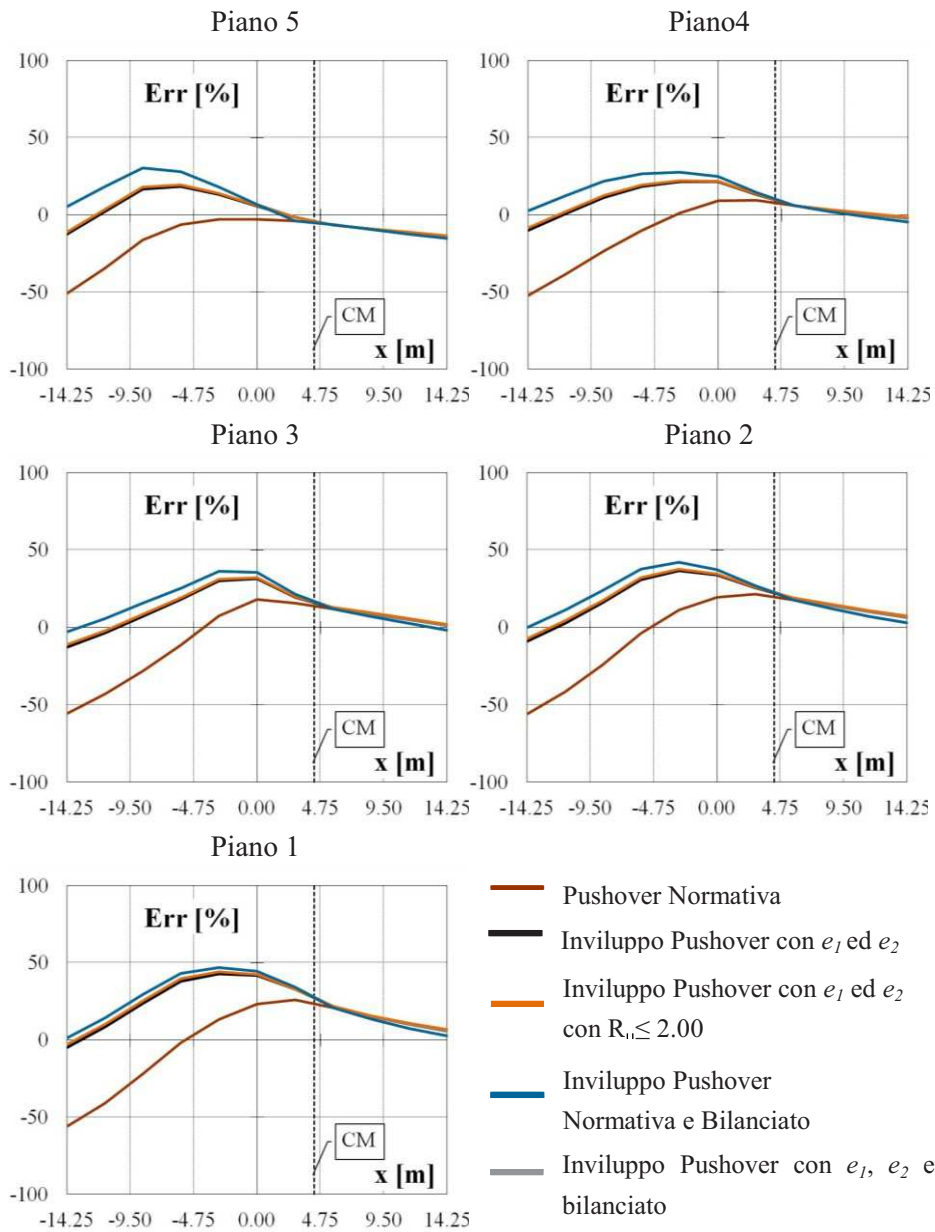 Piano 5
Piano4
100
50
0
-50
-100
Err [%]
CM
x [m]
-14.25 -9.50 -4.75 0.00 4.75 9.50 14.25
100
50
0
-50
-100
Err [%]
CM
x [m]
-14.25 -9.50 -4.75 0.00 4.75 9.50 14.25
Piano 3
Piano 2
100
50
0
-50
-100
Err [%]
CM
x [m]
-14.25 -9.50 -4.75 0.00 4.75 9.50 14.25
100
50
0
-50
-100
Err [%]
CM
x [m]
-14.25 -9.50 -4.75 0.00 4.75 9.50 14.25
Piano 1
100
50
0
-50
-100
Err [%]
CM
x [m]
-14.25 -9.50 -4.75 0.00 4.75 9.50 14.25
Pushover Normativa
Inviluppo Pushover con e1 ed e2
Inviluppo Pushover con e1 ed e2
con Rμ≤ 2.00
Inviluppo Pushover
Normativa e Bilanciato
Inviluppo Pushover con e1, e2 e
bilanciato